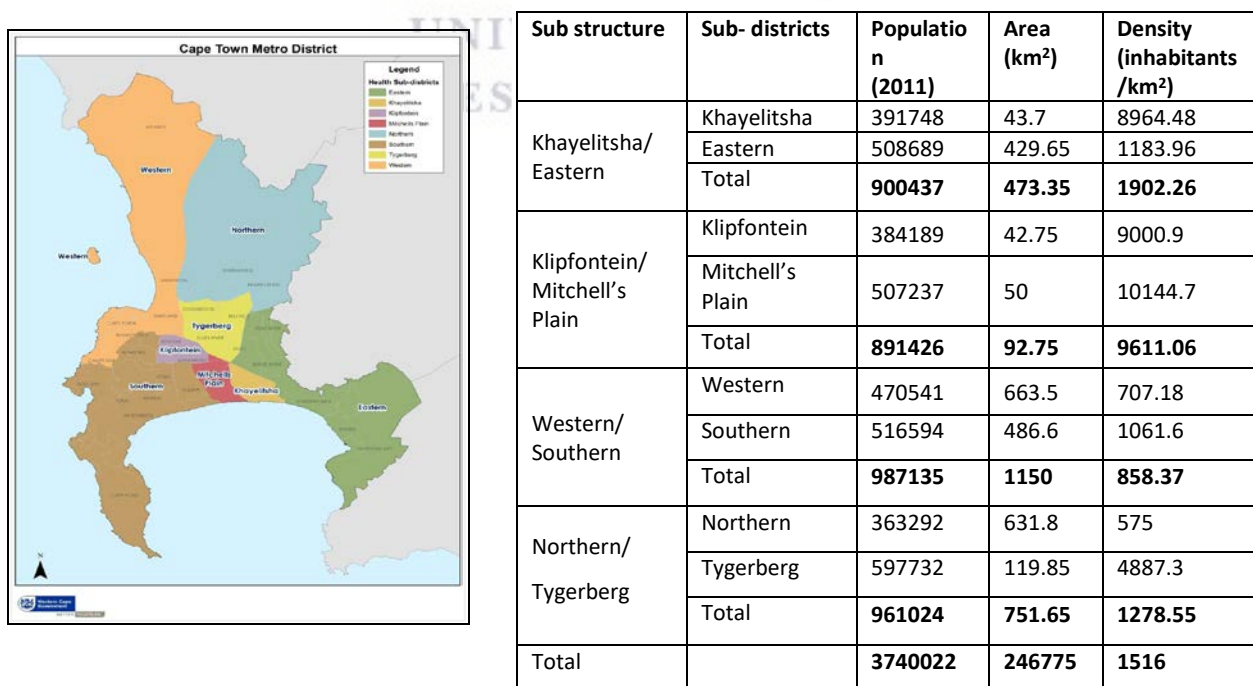 UNI
ES
Cape Town Metro District
Legend
Health Sub-districts
Eastern
Khayelitsha
Klipfontein
Mitchells Plain
Northern
Southern
Tygerberg
Western
Western
Northern
Western
Tygerberg
Klipfontein
Mitchells
Plain
Khayelitsha
Southern
Eastern
N
Western Cape
Government
Sub structure Sub- districts Populatio Area Density
n (km²) (inhabitants
(2011) /km²)
Khayelitsha/
Eastern
Khayelitsha 391748 43.7 8964.48
Eastern 508689 429.65 1183.96
Total 900437 473.35 1902.26
Klipfontein/
Mitchell’s
Plain
Klipfontein 384189 42.75 9000.9
Mitchell’s
Plain 507237 50 10144.7
Total 891426 92.75 9611.06
Western/
Southern
Western 470541 663.5 707.18
Southern 516594 486.6 1061.6
Total 987135 1150 858.37
Northern/
Tygerberg
Northern 363292 631.8 575
Tygerberg 597732 119.85 4887.3
Total 961024 751.65 1278.55
Total 3740022 246775 1516